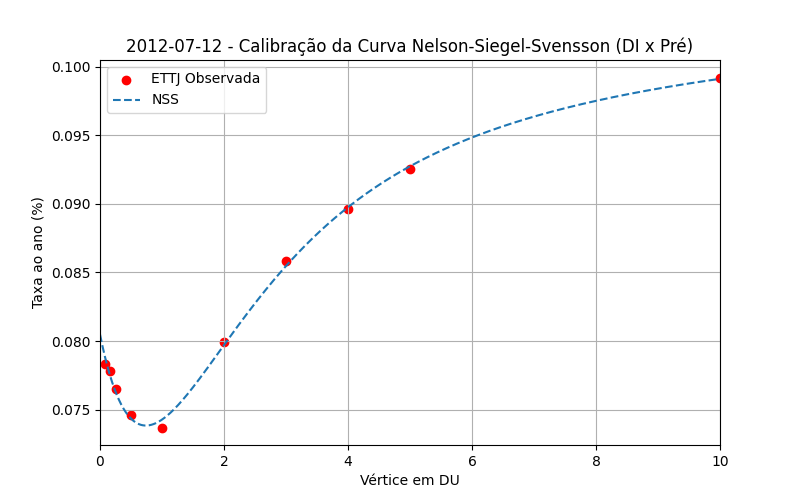 2012-07-12 - Calibração da Curva Nelson-Siegel-Svensson (DI x Pré)
ETTJ Observada
NSS
Taxa ao ano (%)
0.100
0.095
0.090
0.085
0.080
0.075
0 2 4 6 8 10
Vértice em DU